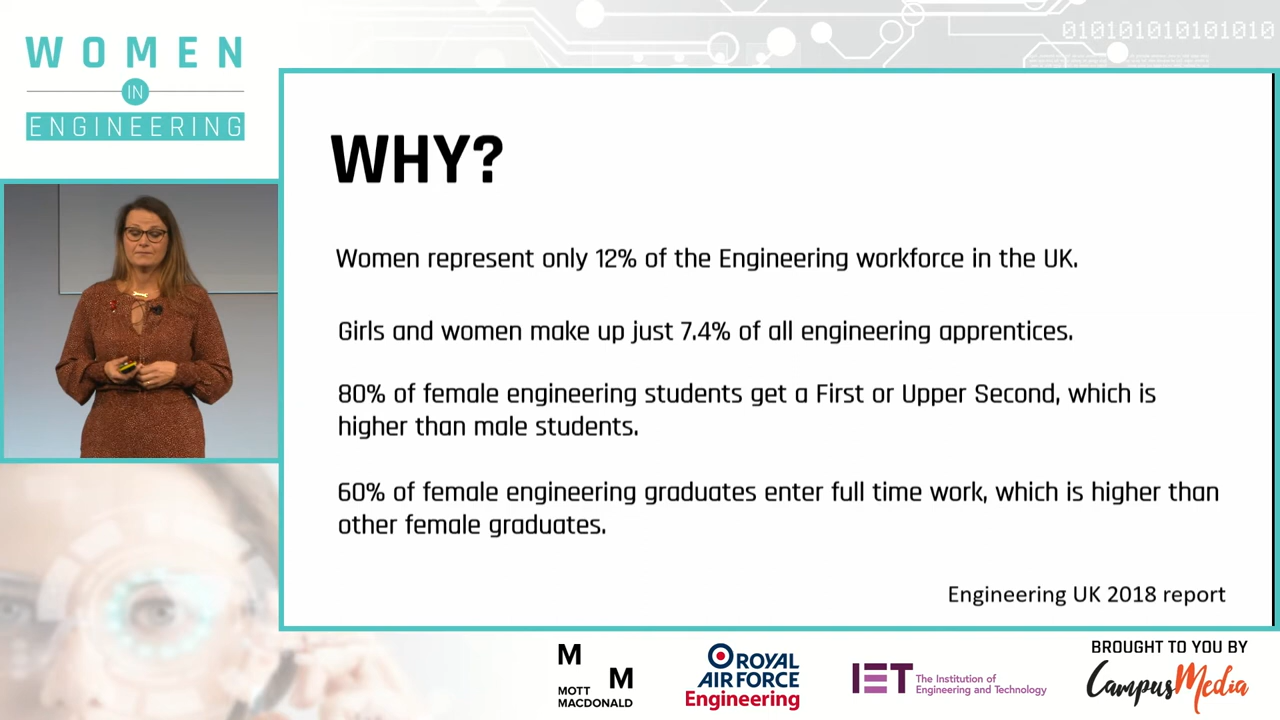 WOMEN
IN
ENGINEERING
010101010101010
WHY?
Women represent only 12% of the Engineering workforce in the UK.
Girls and women make up just 7.4% of all engineering apprentices.
80% of female engineering students get a First or Upper Second, which is
higher than male students.
60% of female engineering graduates enter full time work, which is higher than
other female graduates.
Engineering UK 2018 report
M
M
MOTT
MACDONALD
ROYAL
AIR FORCE
Engineering
IET The Institution of
Engineering and Technology
BROUGHT TO YOU BY
CampusMedia